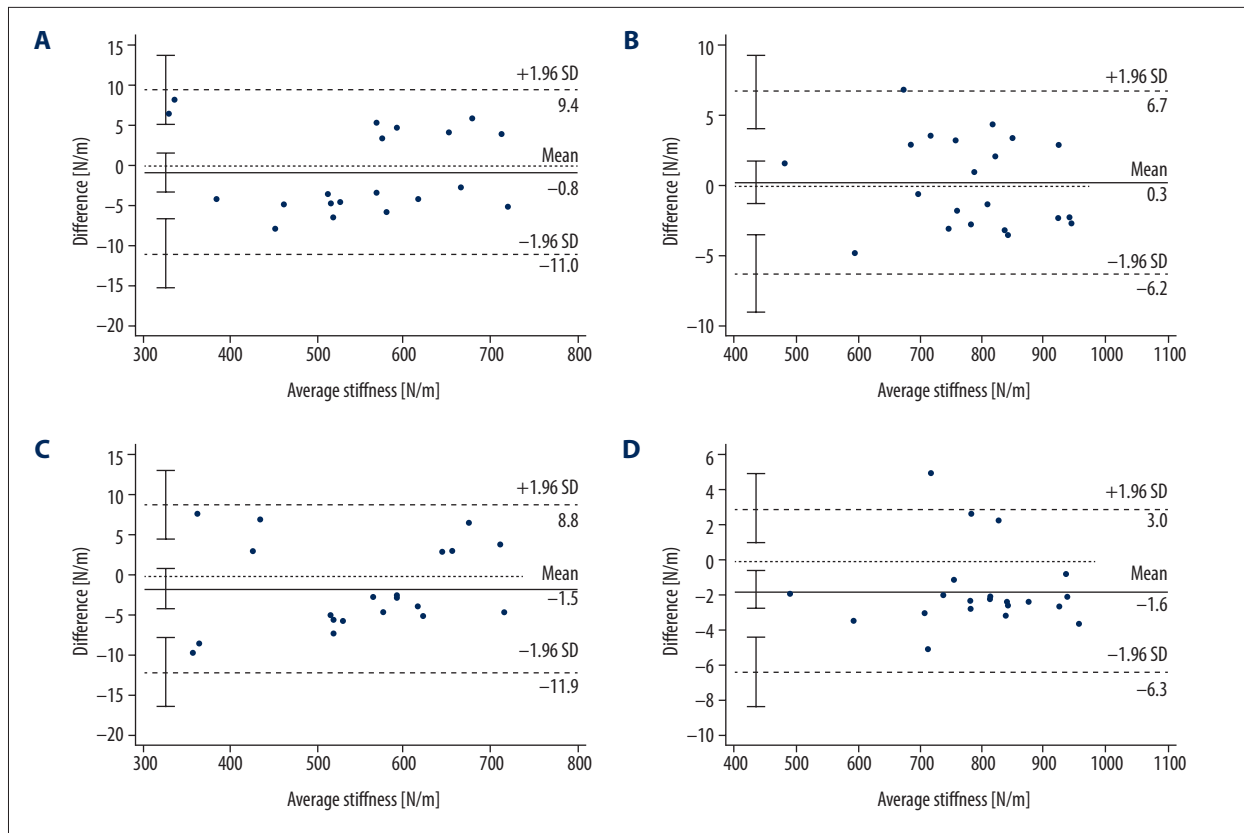 A
15
10
5
0
−5
−10
−15
−20
Difference [N/m]
+1.96 SD
9.4
Mean
−0.8
−1.96 SD
−11.0
300 400 500 600 700 800
Average stiffness [N/m]
B
10
5
0
−5
−10
Difference [N/m]
+1.96 SD
6.7
Mean
0.3
−1.96 SD
−6.2
400 500 600 700 800 900 1000 1100
Average stiffness [N/m]
C
15
10
5
0
−5
−10
−15
−20
Difference [N/m]
+1.96 SD
8.8
Mean
−1.5
−1.96 SD
−11.9
300 400 500 600 700 800
Average stiffness [N/m]
D
6
4
2
0
−2
−4
−6
−8
−10
Difference [N/m]
+1.96 SD
3.0
Mean
−1.6
−1.96 SD
−6.3
400 500 600 700 800 900 1000 1100
Average stiffness [N/m]